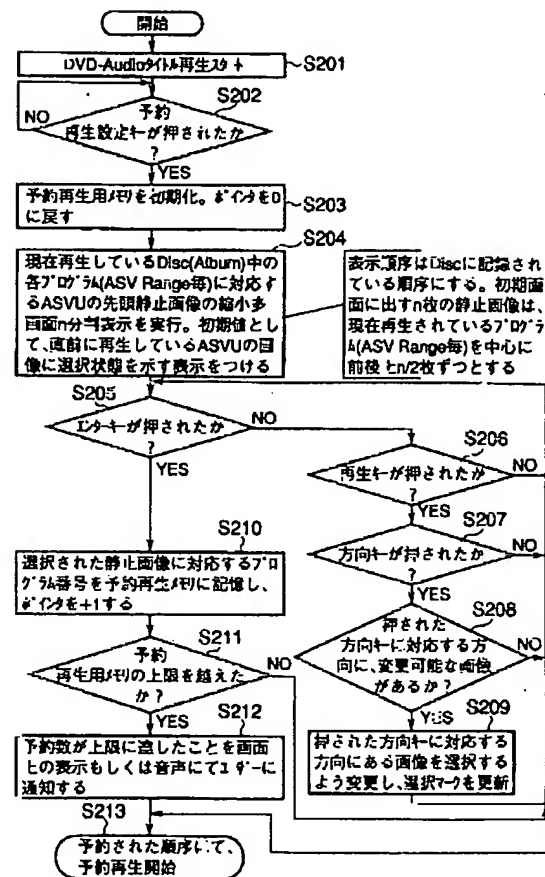 開始
DVD-Audioタイトル再生スタート
S201
S202
NO
予約
再生設定キーが押されたか
?
YES
予約再生用メモリを初期化。ポインタを0
に戻す
S203
S204
現在再生しているDisc(Album)中の
各プログラム(ASV Range毎)に対応す
るASVUの先頭静止画像の縮小多
画面n分当表示を実行。初期値とし
て、直前に再生しているASVUの画
像に選択状態を示す表示をつける
表示順序はDiscに記録され
ている順序にする。初期画
面に出すn枚の静止画像は、
現在再生されているプログラ
ム(ASV Range毎)を中心に
前後とn/2枚ずつとする
S205
エンターキーが押されたか
?
NO
YES
S206
再生キーが押されたか
?
NO
YES
S207
方向キーが押されたか
?
NO
YES
S208
押された
方向キーに対応する方
向に、変更可能な画像
があるか?
NO
YES
S209
押された方向キーに対応する
方向にある画像を選択する
よう変更し、選択マークを更新
S210
選択された静止画像に対応するプロ
グラム番号を予約再生メモリに記憶し、
ポインタを+1する
S211
予約
再生用メモリの上限を越えた
か?
NO
YES
S212
予約数が上限に達したことを画面
上の表示もしくは音声にてユーザーに
通知する
S213
予約された順序にて、
予約再生開始